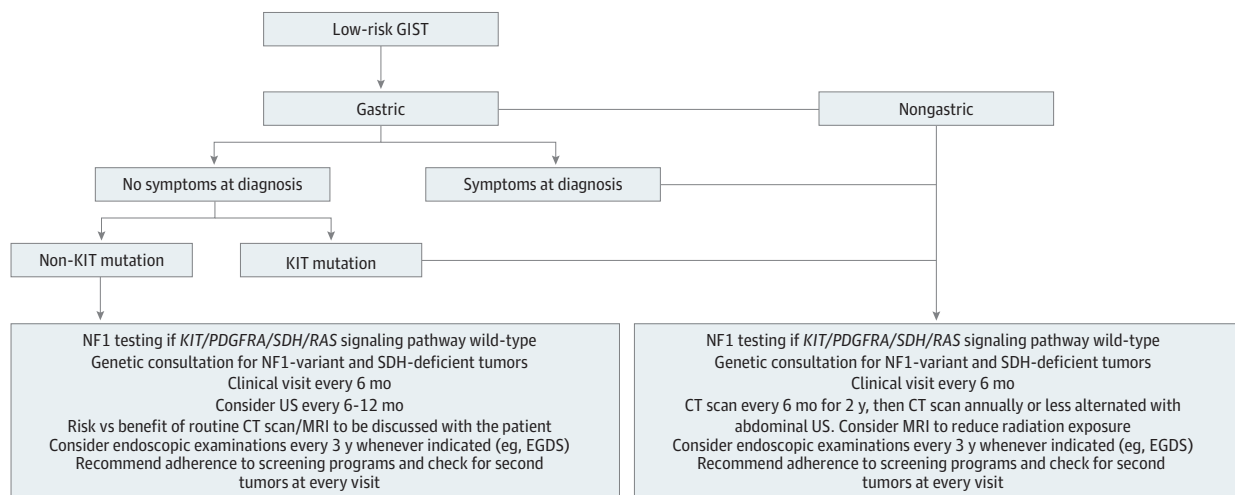 Low-risk GIST
Gastric
Nongastric
No symptoms at diagnosis
Symptoms at diagnosis
Non-KIT mutation
KIT mutation
NF1 testing if KIT/PDGFRA/SDH/RAS signaling pathway wild-type
Genetic consultation for NF1-variant and SDH-deficient tumors
Clinical visit every 6 mo
Consider US every 6-12 mo
Risk vs benefit of routine CT scan/MRI to be discussed with the patient
Consider endoscopic examinations every 3 y whenever indicated (eg, EGDS)
Recommend adherence to screening programs and check for second
tumors at every visit
NF1 testing if KIT/PDGFRA/SDH/RAS signaling pathway wild-type
Genetic consultation for NF1-variant and SDH-deficient tumors
Clinical visit every 6 mo
CT scan every 6 mo for 2 y, then CT scan annually or less alternated with
abdominal US. Consider MRI to reduce radiation exposure
Consider endoscopic examinations every 3 y whenever indicated (eg, EGDS)
Recommend adherence to screening programs and check for second
tumors at every visit